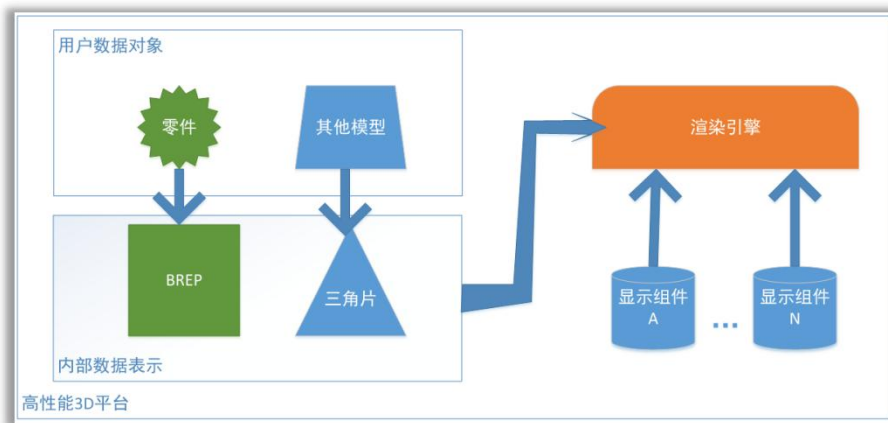 用户数据对象
零件
其他模型
渲染引擎
BREP
三角片
显示组件
A
...
显示组件
N
内部数据表示
高性能3D平台